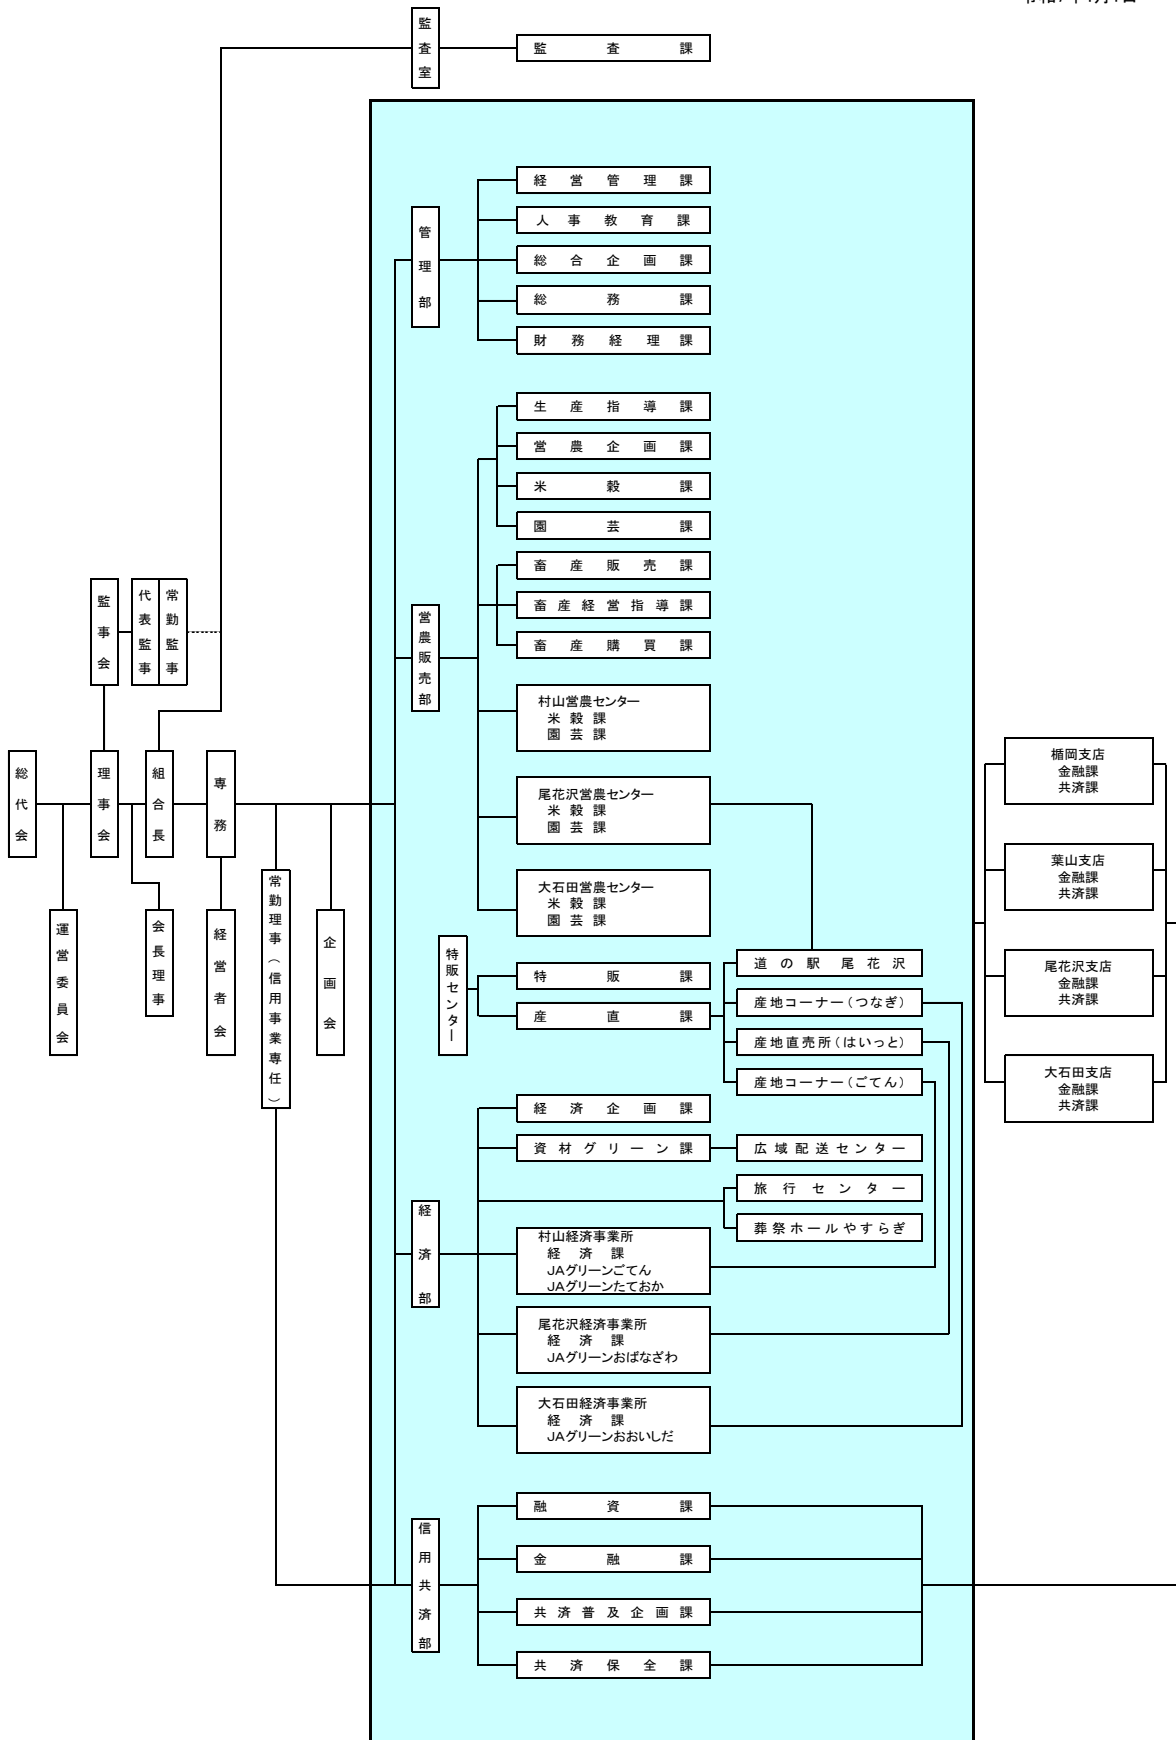 監査室
監査課
経営管理課
人事教育課
管理部
総合企画課
総務課
財務経理課
生産指導課
営農企画課
米穀課
園芸課
畜産販売課
畜産経営指導課
畜産購買課
営農販売部
村山営農センター
米穀課
園芸課
尾花沢営農センター
米穀課
園芸課
大石田営農センター
米穀課
園芸課
監事会
代表監事
常勤監事
総代会
理事会
組合長
専務
運営委員会
会長理事
経営者会
常勤理事（信用事業専任）
企画会
特販センター
特販課
産直課
道の駅 尾花沢
産地コーナー（つなぎ）
産地直売所（はいっと）
産地コーナー（ごてん）
経済企画課
資材グリーン課
広域配送センター
旅行センター
葬祭ホールやすらぎ
経済部
村山経済事業所
経済課
JAグリーンごてん
JAグリーンたておか
尾花沢経済事業所
経済課
JAグリーンおばなざわ
大石田経済事業所
経済課
JAグリーンおおいしだ
信用共済部
融資課
金融課
共済普及企画課
共済保全課
楯岡支店
金融課
共済課
葉山支店
金融課
共済課
尾花沢支店
金融課
共済課
大石田支店
金融課
共済課